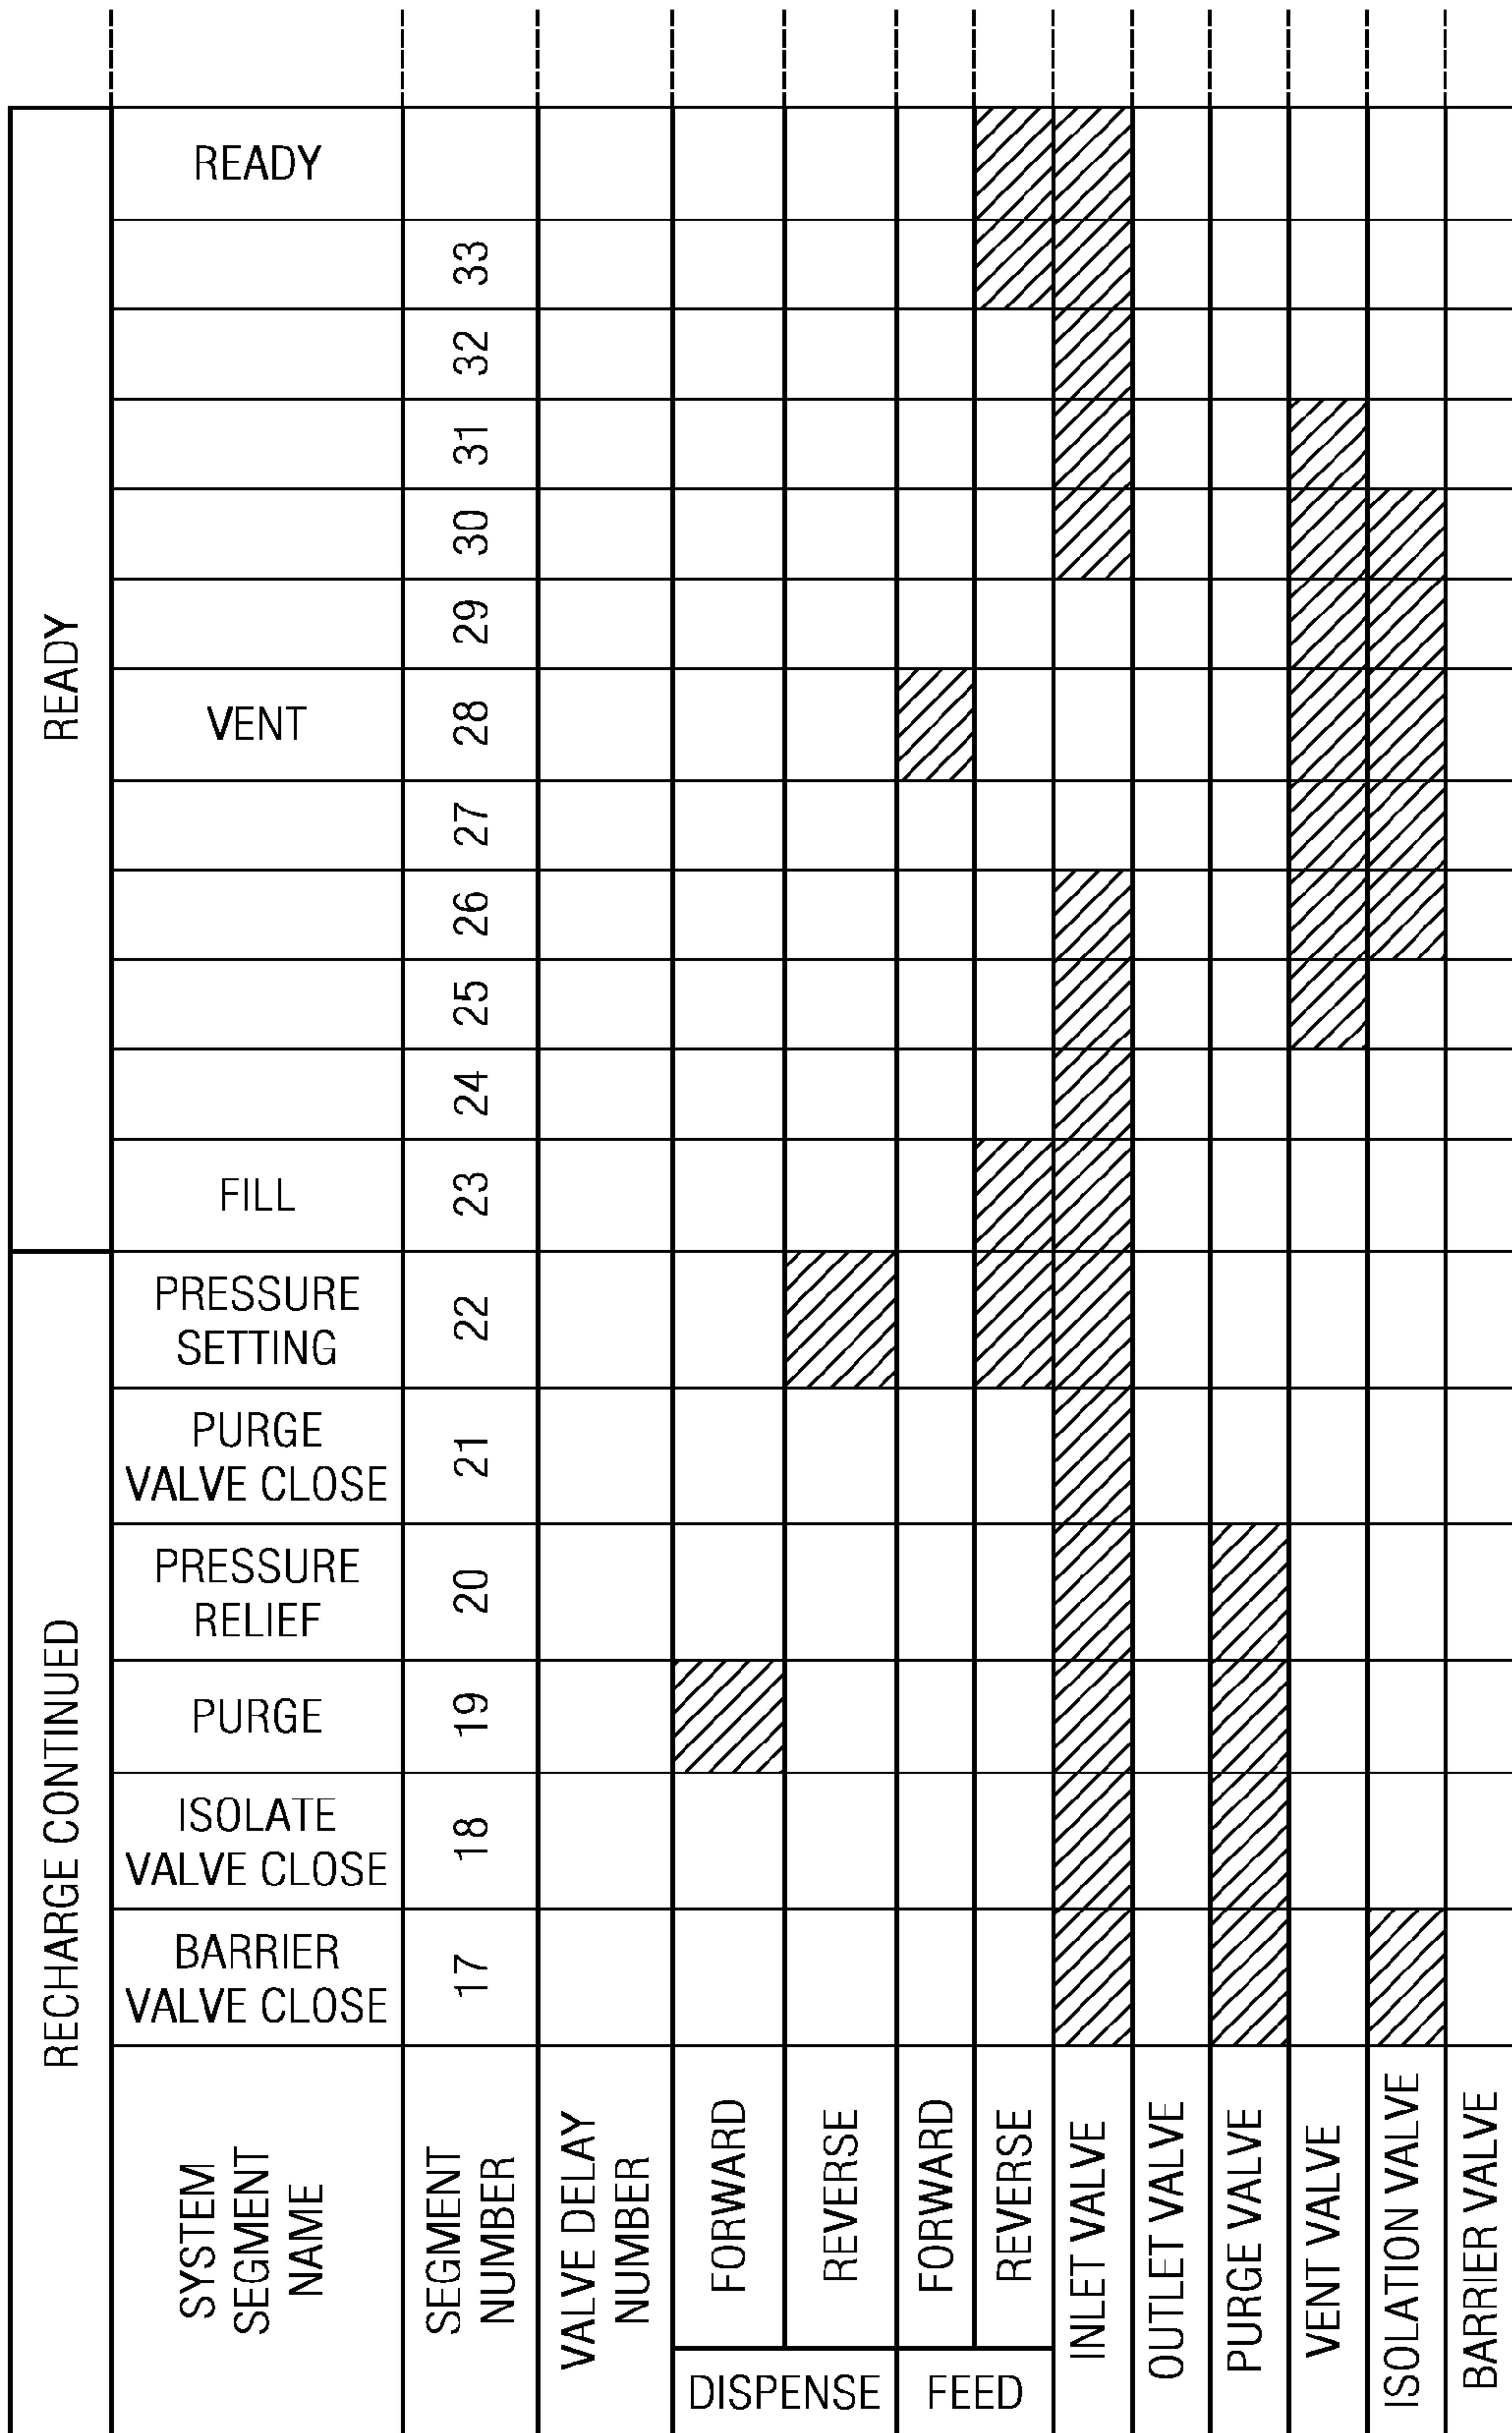 READY
READY
33
32
31
30
29
VENT
28
27
26
25
24
FILL
23
RECHARGE CONTINUED
PRESSURE
SETTING
22
PURGE
VALVE CLOSE
21
PRESSURE
RELIEF
20
PURGE
19
ISOLATE
VALVE CLOSE
18
BARRIER
VALVE CLOSE
17
SYSTEM
SEGMENT
NAME
SEGMENT
NUMBER
VALVE DELAY
NUMBER
FORWARD
REVERSE
DISPENSE
FORWARD
REVERSE
FEED
INLET VALVE
OUTLET VALVE
PURGE VALVE
VENT VALVE
ISOLATION VALVE
BARRIER VALVE